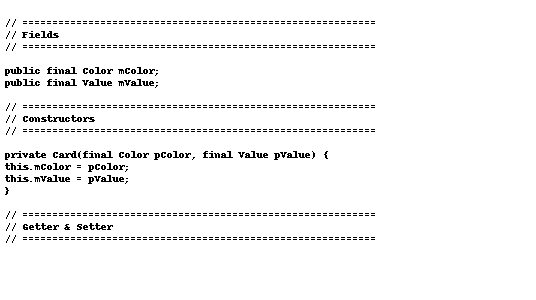 // ===========================================================
// Fields
// ===========================================================
public final Color mColor;
public final Value mValue;
// ===========================================================
// Constructors
// ===========================================================
private Card(final Color pColor, final Value pValue) {
this.mColor = pColor;
this.mValue = pValue;
}
// ===========================================================
// Getter & Setter
// ===========================================================